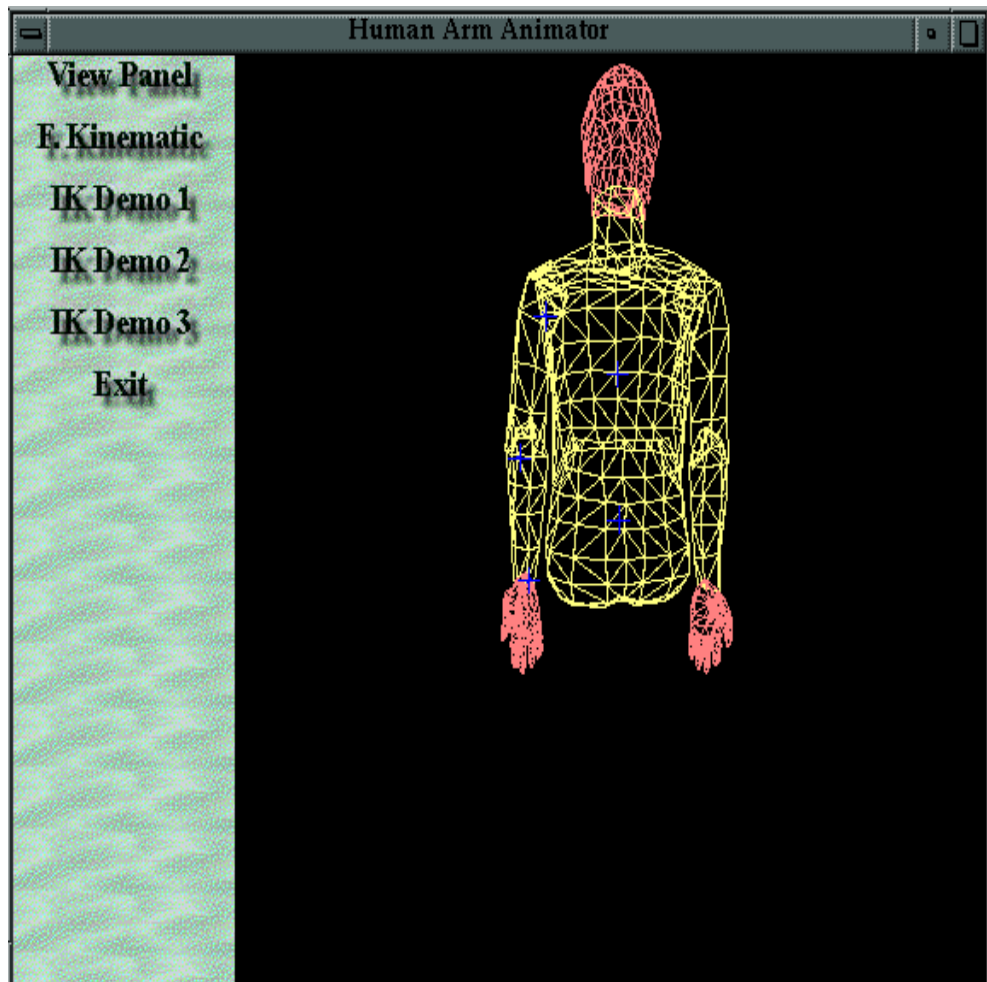 Human Arm Animator
View Panel
F. Kinematic
IK Demo 1
IK Demo 2
IK Demo 3
Exit